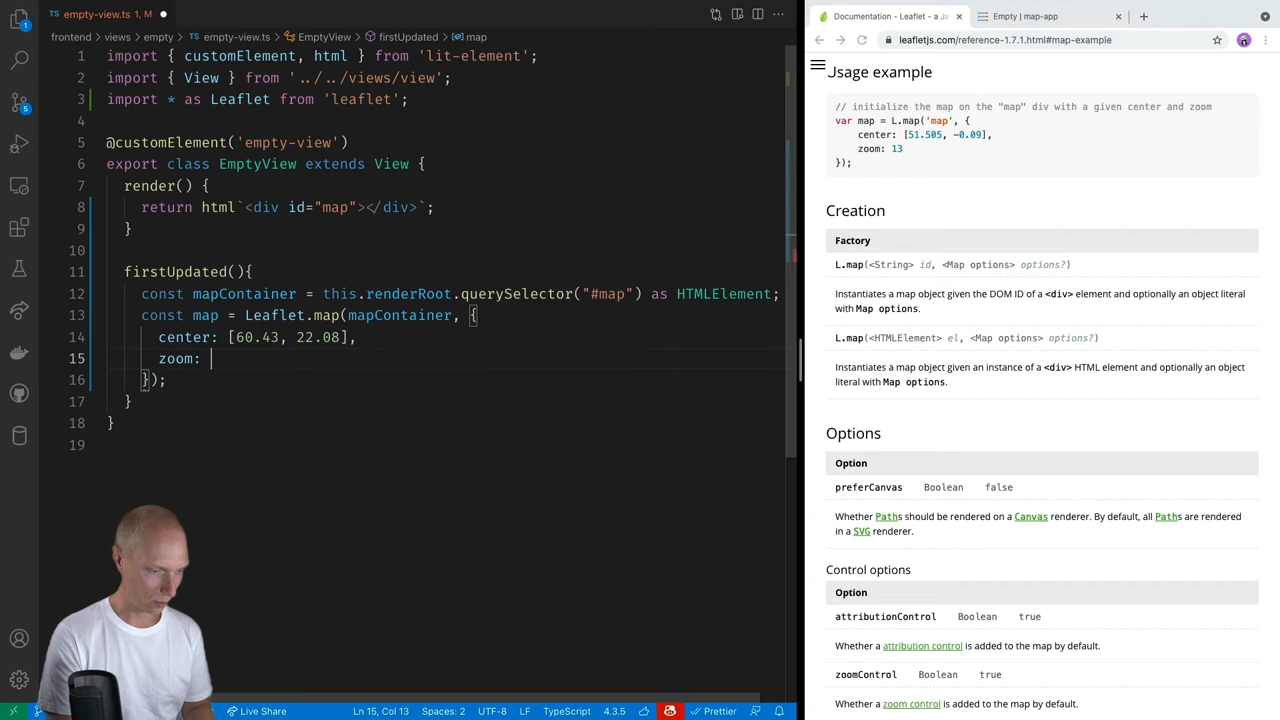 empty-view.ts 1, M
Documentation - Leaflet - a Ja
Empty | map-app
frontend > views > empty > TS empty-view.ts > EmptyView > firstUpdated > map
leafletjs.com/reference-1.7.1.html#map-example
1 import { customElement, html } from 'lit-element';
2 import { View } from '../../views/view';
3 import * as Leaflet from 'leaflet';
4
5 @customElement('empty-view')
6 export class EmptyView extends View {
7 render() {
8 return html`<div id="map"></div>`;
9 }
10
11 firstUpdated(){
12 const mapContainer = this.renderRoot.querySelector("#map") as HTMLElement;
13 const map = Leaflet.map(mapContainer, {
14 center: [60.43, 22.08],
15 zoom:
16 });
17 }
18 }
19
Usage example
// initialize the map on the "map" div with a given center and zoom
var map = L.map('map', {
center: [51.505, -0.09],
zoom: 13
});
Creation
Factory
L.map(<String> id, <Map options> options?)
Instantiates a map object given the DOM ID of a <div> element and optionally an object literal
with Map options.
L.map(<HTMLElement> el, <Map options> options?)
Instantiates a map object given an instance of a <div> HTML element and optionally an object
literal with Map options.
Options
Option
preferCanvas Boolean false
Whether Paths should be rendered on a Canvas renderer. By default, all Paths are rendered
in a SVG renderer.
Control options
Option
attributionControl Boolean true
Whether a attribution control is added to the map by default.
zoomControl Boolean true
Whether a zoom control is added to the map by default.
1
5
Live Share
Ln 15, Col 13 Spaces: 2 UTF-8 LF TypeScript 4.3.5 Prettier